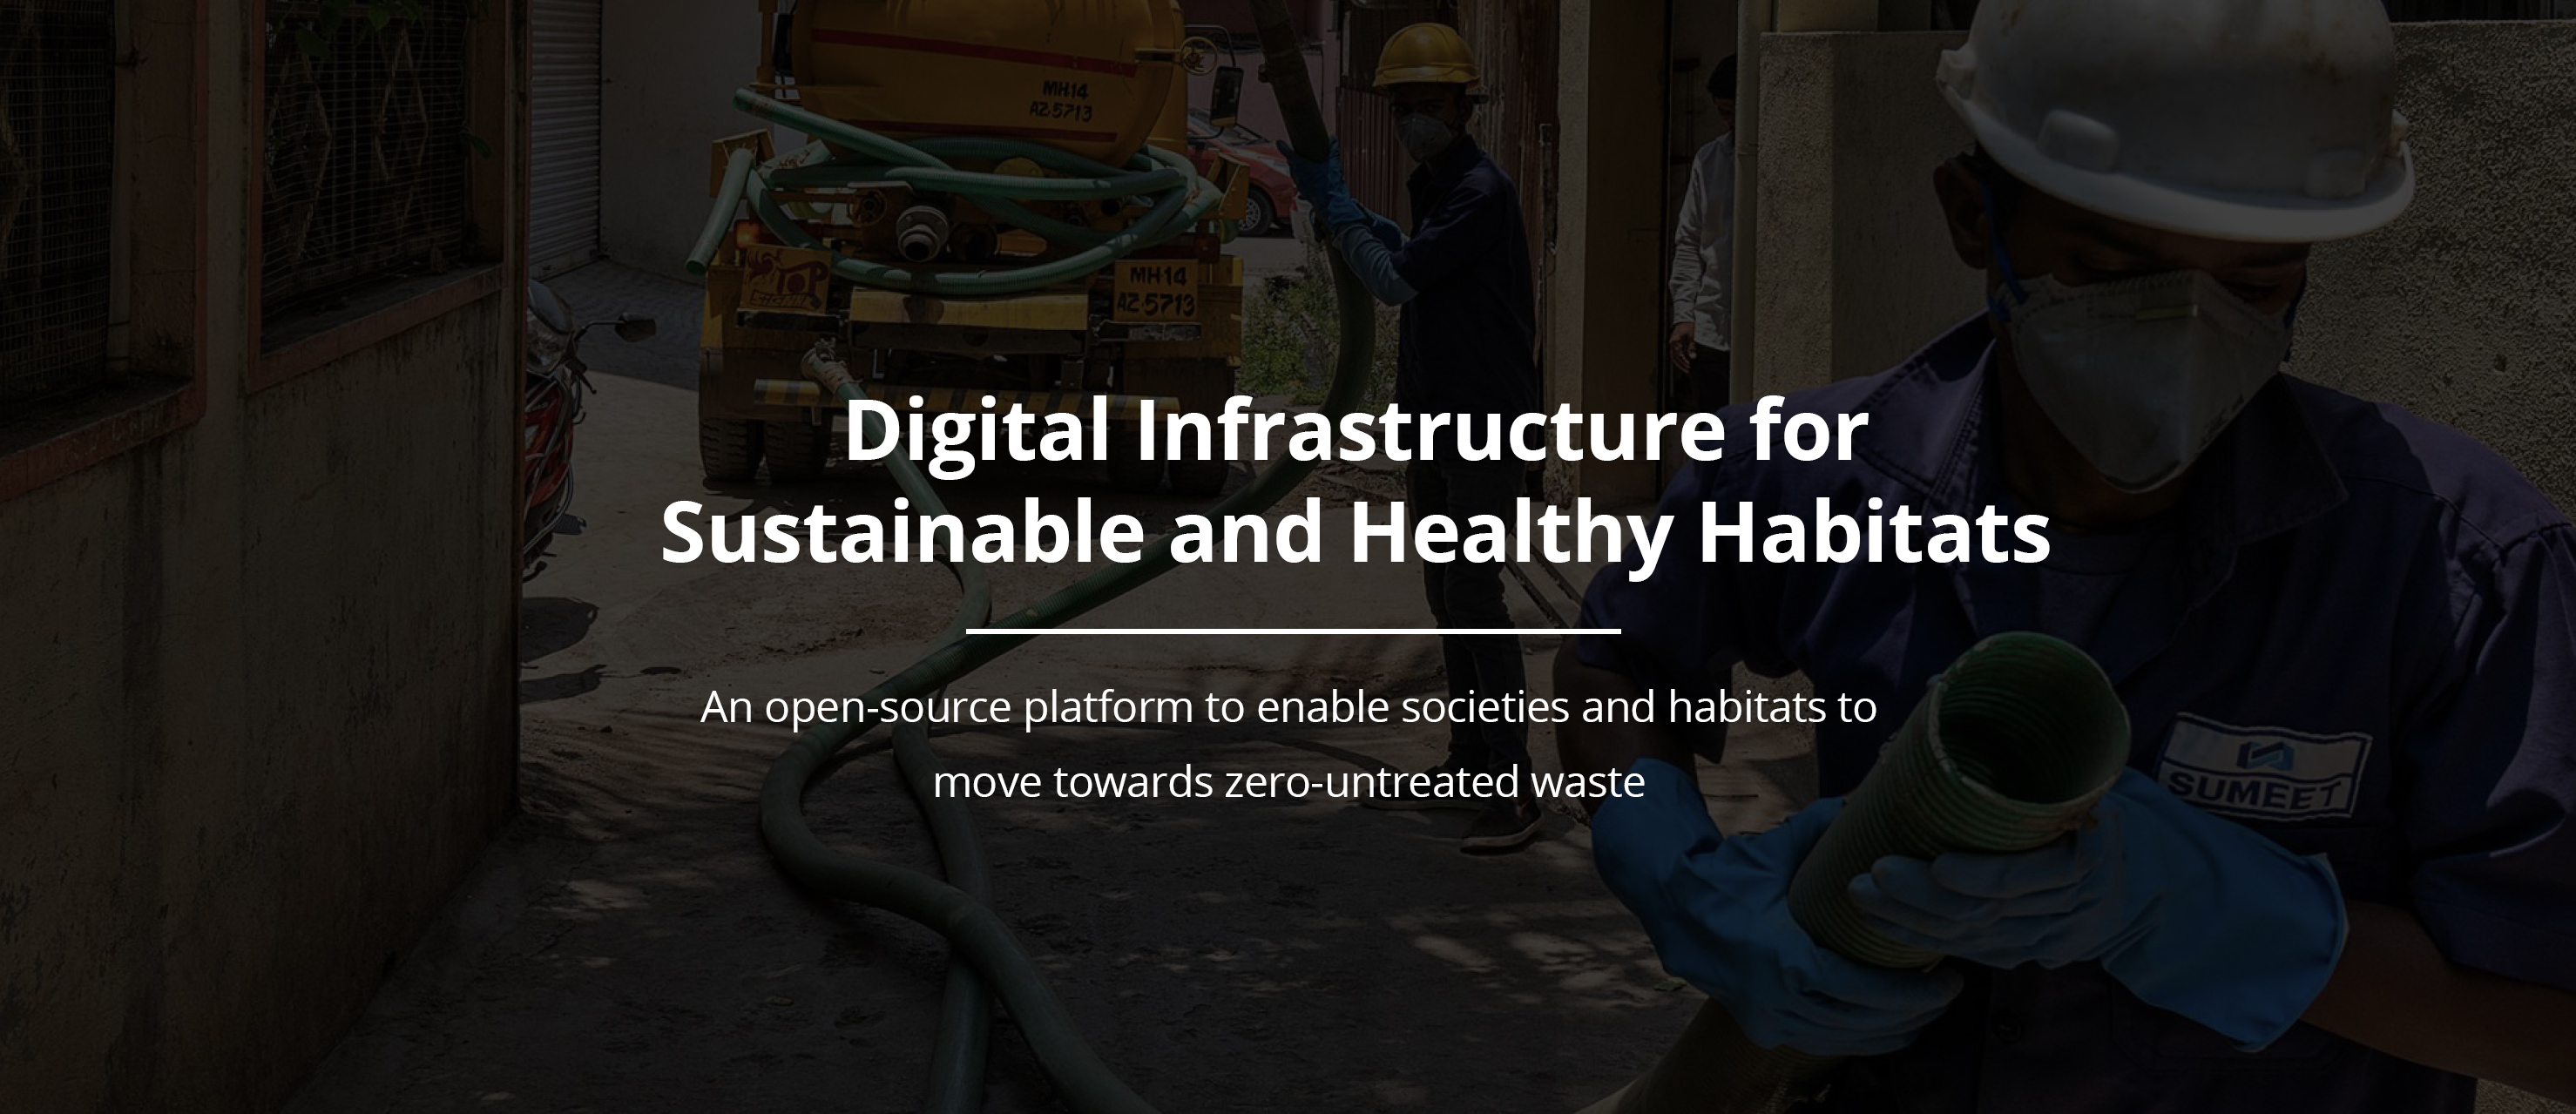 MH14
AZ-5713
TOP
MH14
AZ-5713
Digital Infrastructure for
Sustainable and Healthy Habitats
An open-source platform to enable societies and habitats to
move towards zero-untreated waste
SUMEET